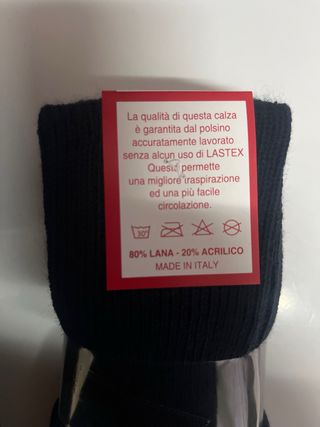 La qualità di questa calza
è garantita dal polsino
accuratamente lavorato
senza alcun uso di LASTEX
Questo permette
una migliore traspirazione
ed una più facile
circolazione.
30°
80% LANA - 20% ACRILICO
MADE IN ITALY